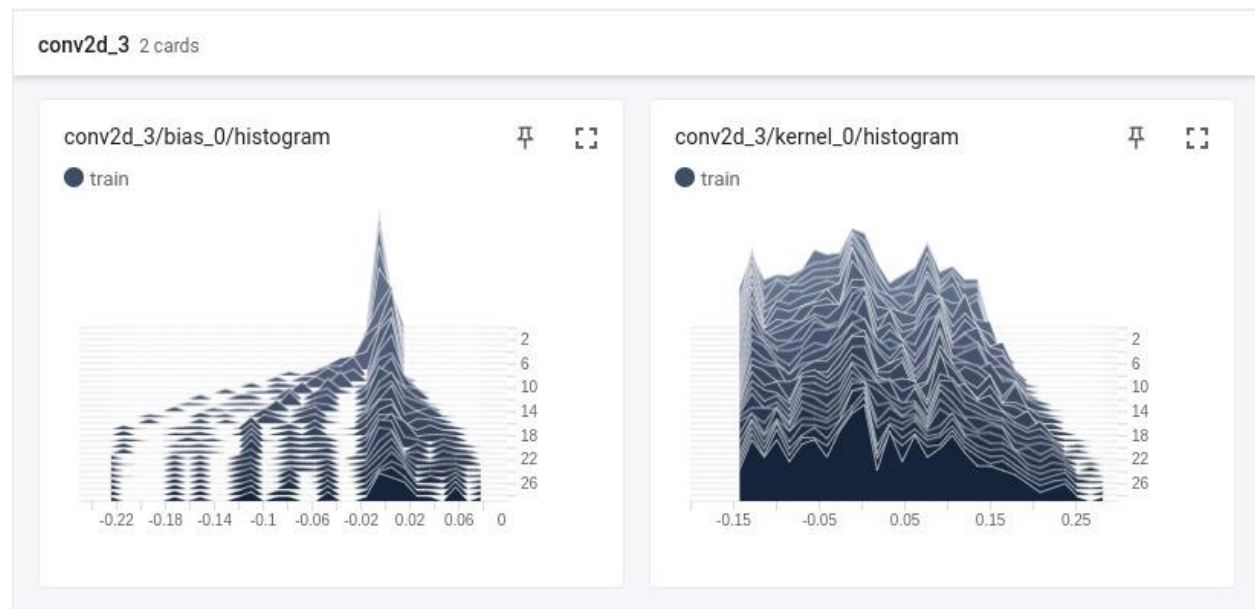 conv2d_3 2 cards
conv2d_3/bias_0/histogram
train
2
6
10
14
18
22
26
-0.22 -0.18 -0.14 -0.1 -0.06 -0.02 0.02 0.06 0
conv2d_3/kernel_0/histogram
train
2
6
10
14
18
22
26
-0.15 -0.05 0.05 0.15 0.25